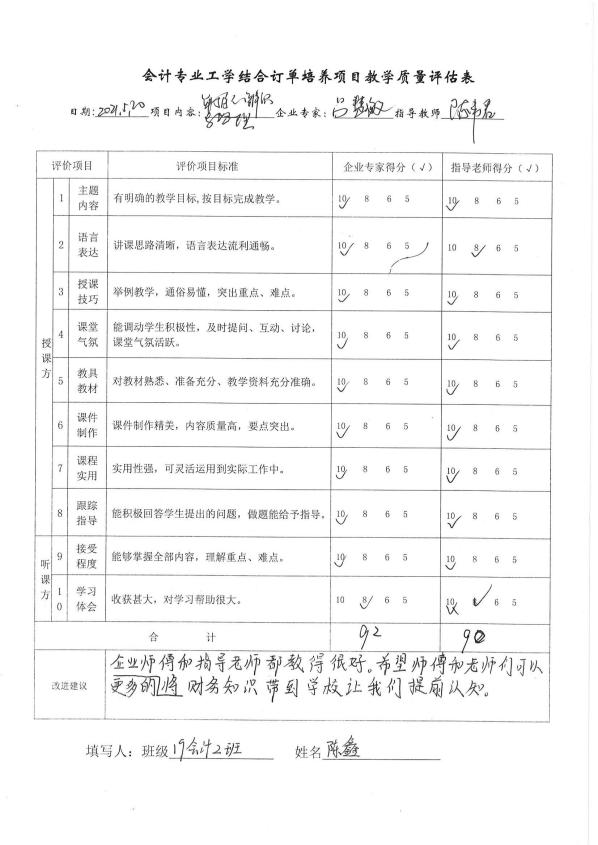 会计专业工学结合订单培养项目教学质量评估表
日期:2021.5.20 项目内容: 企业专家:吕慧敏 指导教师
管理
评价项目 评价项目标准 企业专家得分（√） 指导老师得分（√）
授课方
1 主题内容 有明确的教学目标,按目标完成教学。 10 8 6 5 10 8 6 5
2 语言表达 讲课思路清晰，语言表达流利通畅。 10 8 6 5 10 8 6 5
3 授课技巧 举例教学，通俗易懂，突出重点、难点。 10 8 6 5 10 8 6 5
4 课堂气氛 能调动学生积极性，及时提问、互动、讨论， 10 8 6 5 10 8 6 5
课堂气氛活跃。
5 教具教材 对教材熟悉、准备充分、教学资料充分准确。 10 8 6 5 10 8 6 5
6 课件制作 课件制作精美，内容质量高，要点突出。 10 8 6 5 10 8 6 5
7 课程实用 实用性强，可灵活运用到实际工作中。 10 8 6 5 10 8 6 5
8 跟踪指导 能积极回答学生提出的问题，做题能给予指导。 10 8 6 5 10 8 6 5
听课方
9 接受程度 能够掌握全部内容，理解重点、难点。 10 8 6 5 10 8 6 5
10 学习体会 收获甚大，对学习帮助很大。 10 8 6 5 10 6 5
合 计 92 90
改进建议
企业师傅和指导老师都教得很好。希望师傅和老师们可以
更多的将财务知识带到学校让我们提前认知。
填写人：班级19会计2班 姓名陈鑫